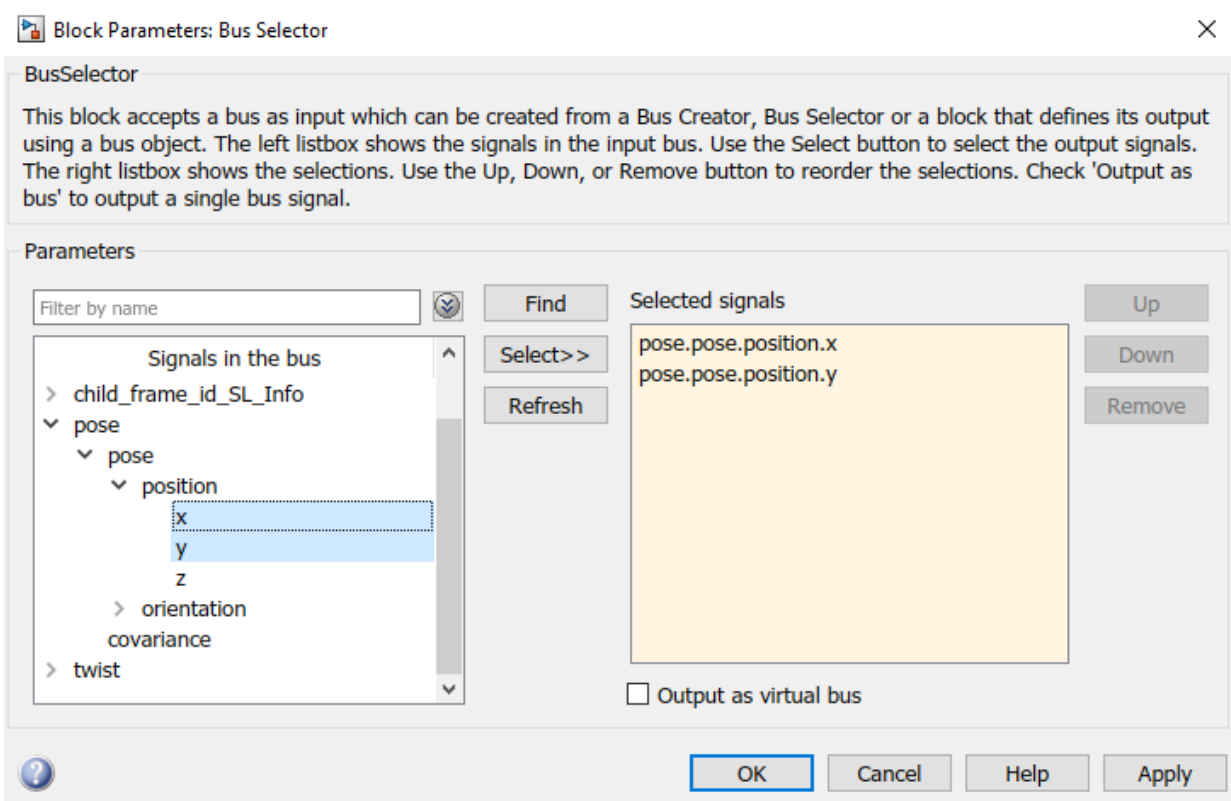 Block Parameters: Bus Selector
BusSelector
This block accepts a bus as input which can be created from a Bus Creator, Bus Selector or a block that defines its output
using a bus object. The left listbox shows the signals in the input bus. Use the Select button to select the output signals.
The right listbox shows the selections. Use the Up, Down, or Remove button to reorder the selections. Check 'Output as
bus' to output a single bus signal.
Parameters
Filter by name
Signals in the bus
child_frame_id_SL_Info
pose
pose
position
x
y
z
orientation
covariance
twist
Find
Select>>
Refresh
Selected signals
pose.pose.position.x
pose.pose.position.y
Output as virtual bus
Up
Down
Remove
?
OK
Cancel
Help
Apply